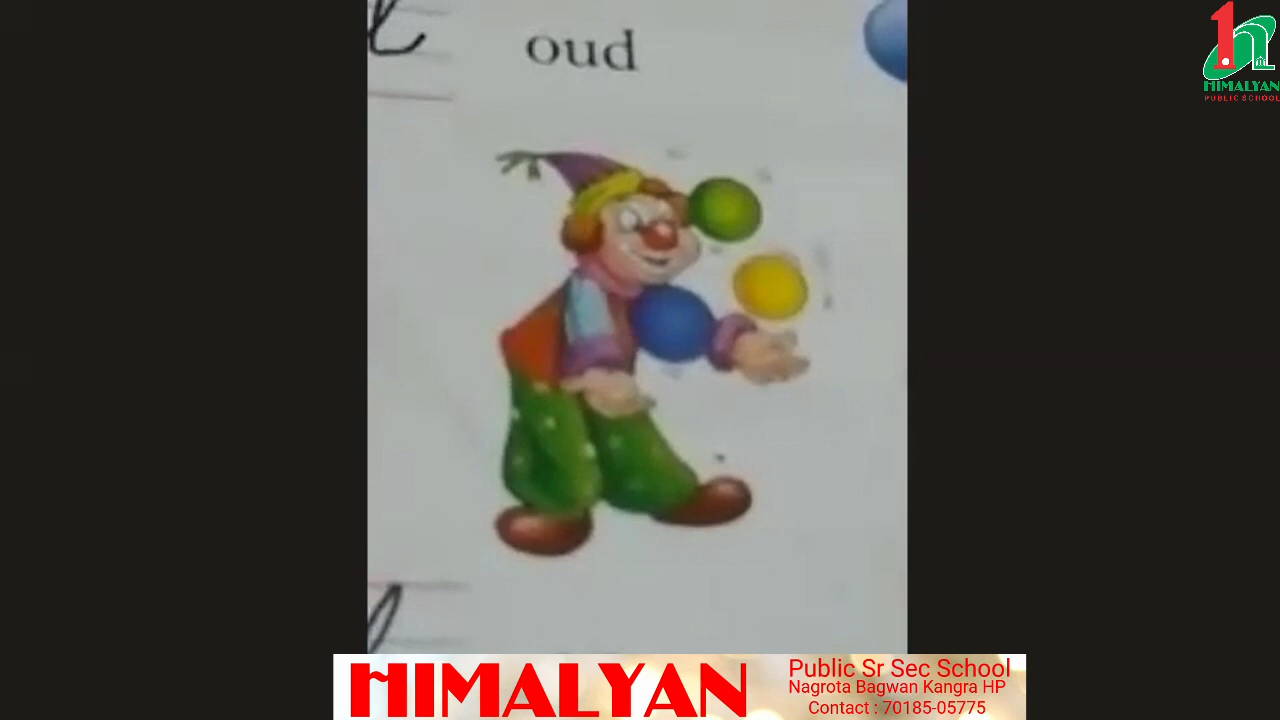 oud
HIMALYAN
PUBLIC SCHOOL
HIMALYAN
Public Sr Sec School
Nagrota Bagwan Kangra HP
Contact : 70185-05775